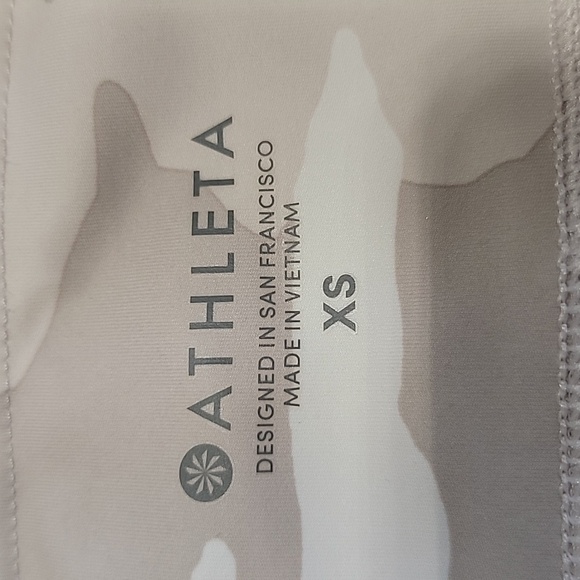 ATHLETA
DESIGNED IN SAN FRANCISCO
MADE IN VIETNAM
XS